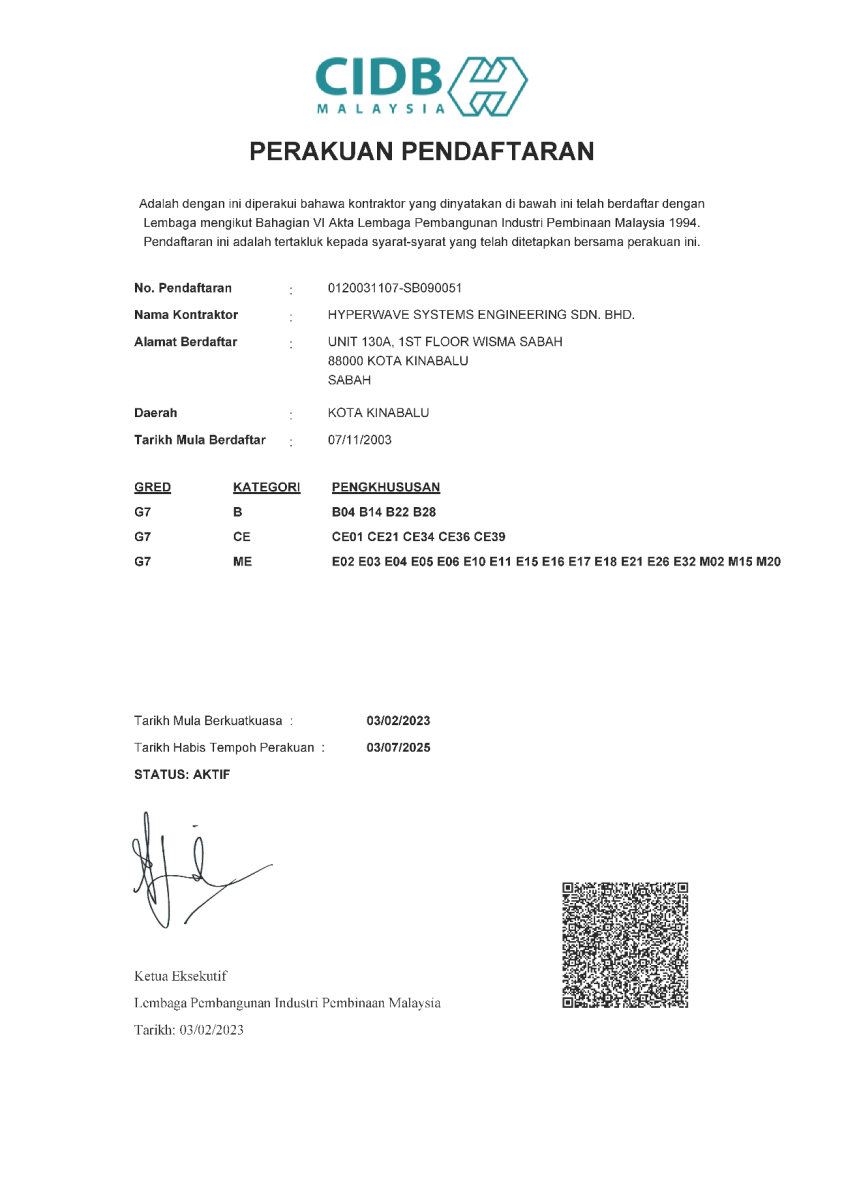 CIDB
MALAYSIA
PERAKUAN PENDAFTARAN
Adalah dengan ini diperakui bahawa kontraktor yang dinyatakan di bawah ini telah berdaftar dengan
Lembaga mengikut Bahagian VI Akta Lembaga Pembangunan Industri Pembinaan Malaysia 1994.
Pendaftaran ini adalah tertakluk kepada syarat-syarat yang telah ditetapkan bersama perakuan ini.
No. Pendaftaran : 0120031107-SB090051
Nama Kontraktor : HYPERWAVE SYSTEMS ENGINEERING SDN. BHD.
Alamat Berdaftar : UNIT 130A, 1ST FLOOR WISMA SABAH
88000 KOTA KINABALU
SABAH
Daerah : KOTA KINABALU
Tarikh Mula Berdaftar : 07/11/2003
GRED KATEGORI PENGKHUSUSAN
G7 B B04 B14 B22 B28
G7 CE CE01 CE21 CE34 CE36 CE39
G7 ME E02 E03 E04 E05 E06 E10 E11 E15 E16 E17 E18 E21 E26 E32 M02 M15 M20
Tarikh Mula Berkuatkuasa : 03/02/2023
Tarikh Habis Tempoh Perakuan : 03/07/2025
STATUS: AKTIF
Ketua Eksekutif
Lembaga Pembangunan Industri Pembinaan Malaysia
Tarikh: 03/02/2023